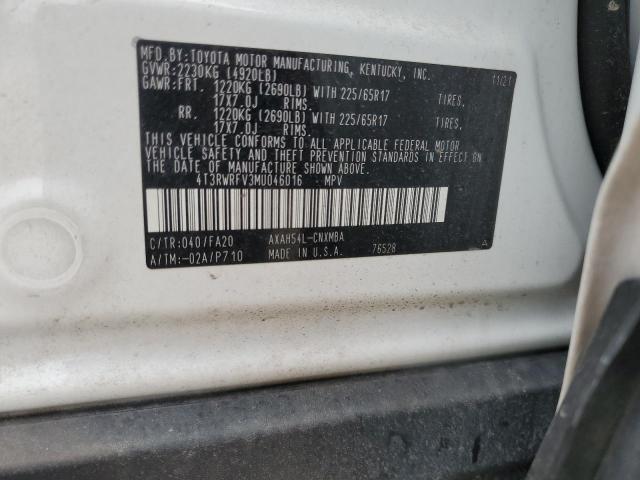 MFD.BY:TOYOTA MOTOR MANUFACTURING, KENTUCKY, INC.
GVWR:2230KG (4920LB) 11/21
GAWR:FRT. 1220KG (2690LB) WITH 225/65R17 TIRES,
17X7.0J RIMS.
RR. 1220KG (2690LB) WITH 225/65R17 TIRES,
17X7.0J RIMS.
THIS VEHICLE CONFORMS TO ALL APPLICABLE FEDERAL MOTOR
VEHICLE SAFETY AND THEFT PREVENTION STANDARDS IN EFFECT ON
THE DATE OF MANUFACTURE SHOWN ABOVE.
4T3RWRFV3MU046016 MPV
C/TR:040/FA20 AXAH54L-CNXMBA
A/TM:-02A/P710 MADE IN U.S.A. 76528